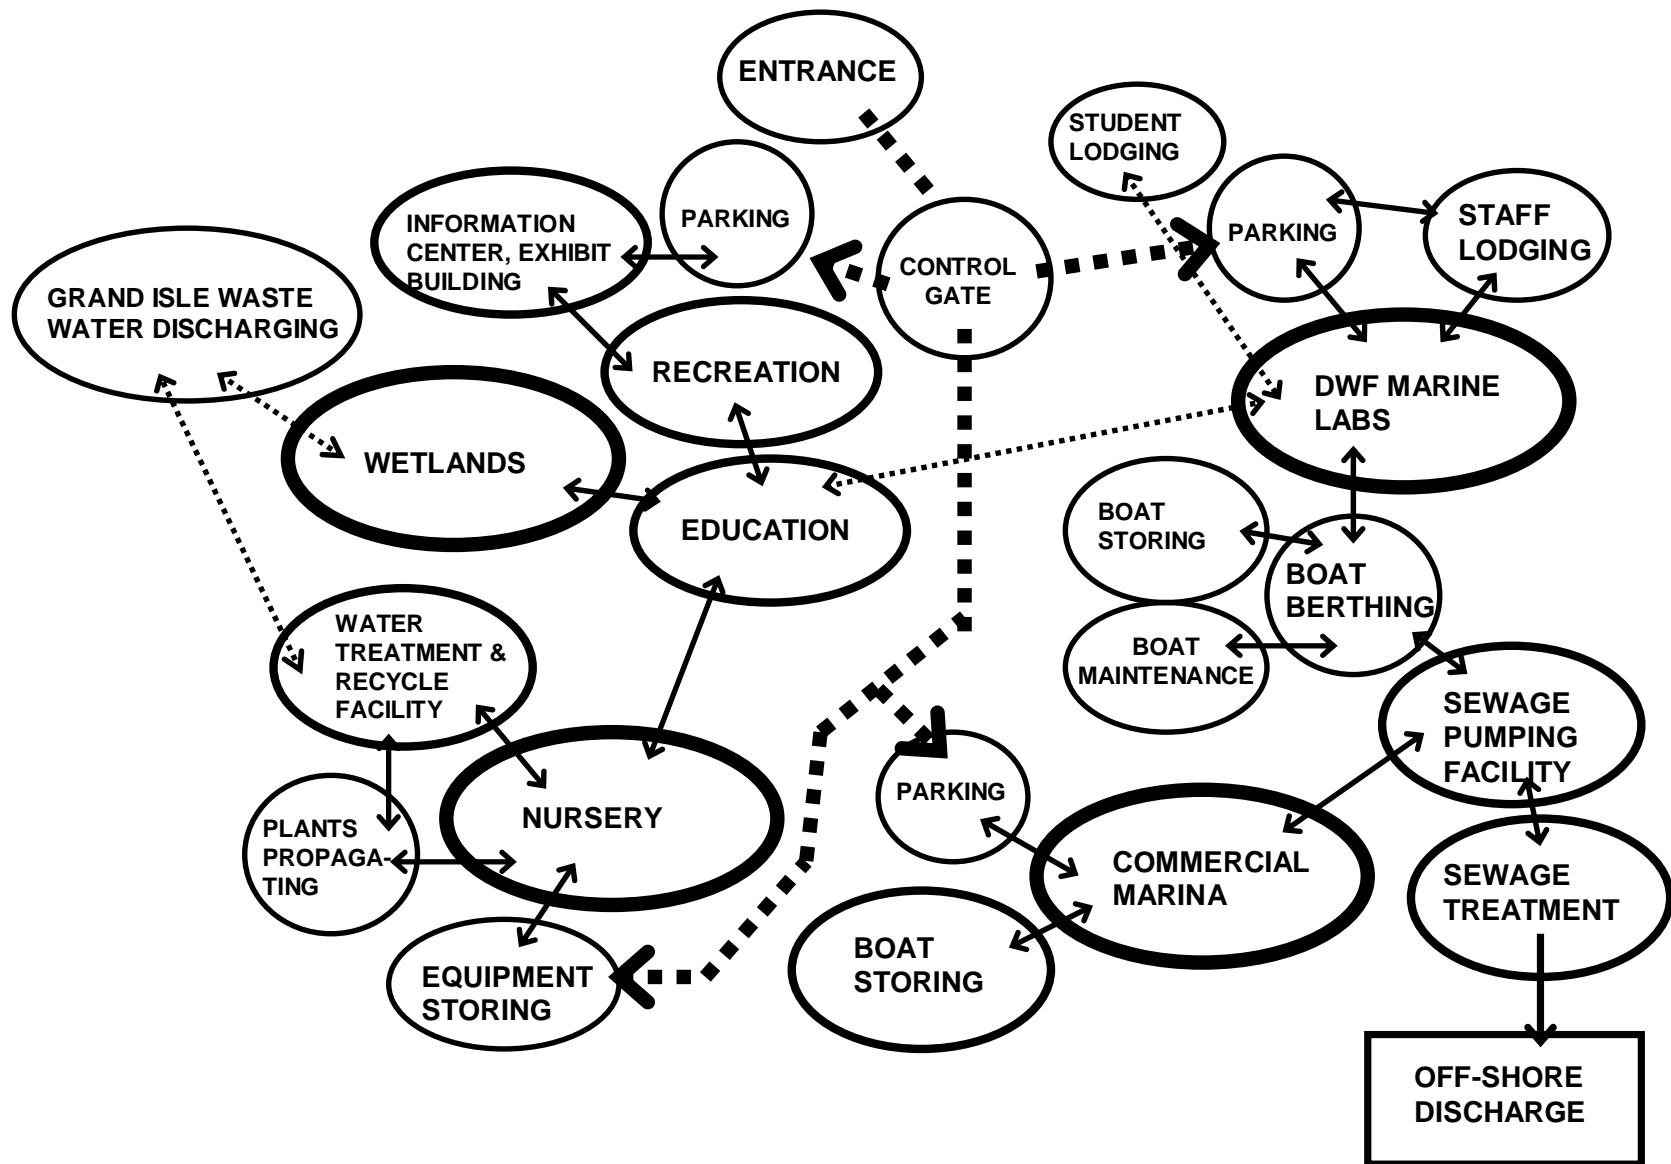 ENTRANCE
STUDENT
LODGING
PARKING
INFORMATION
CENTER, EXHIBIT
BUILDING
PARKING
STAFF
LODGING
CONTROL
GATE
GRAND ISLE WASTE
WATER DISCHARGING
RECREATION
DWF MARINE
LABS
WETLANDS
EDUCATION
BOAT
STORING
BOAT
BERTHING
WATER
TREATMENT &
RECYCLE
FACILITY
BOAT
MAINTENANCE
SEWAGE
PUMPING
FACILITY
PARKING
NURSERY
PLANTS
PROPAGA-
TING
COMMERCIAL
MARINA
SEWAGE
TREATMENT
BOAT
STORING
EQUIPMENT
STORING
OFF-SHORE
DISCHARGE